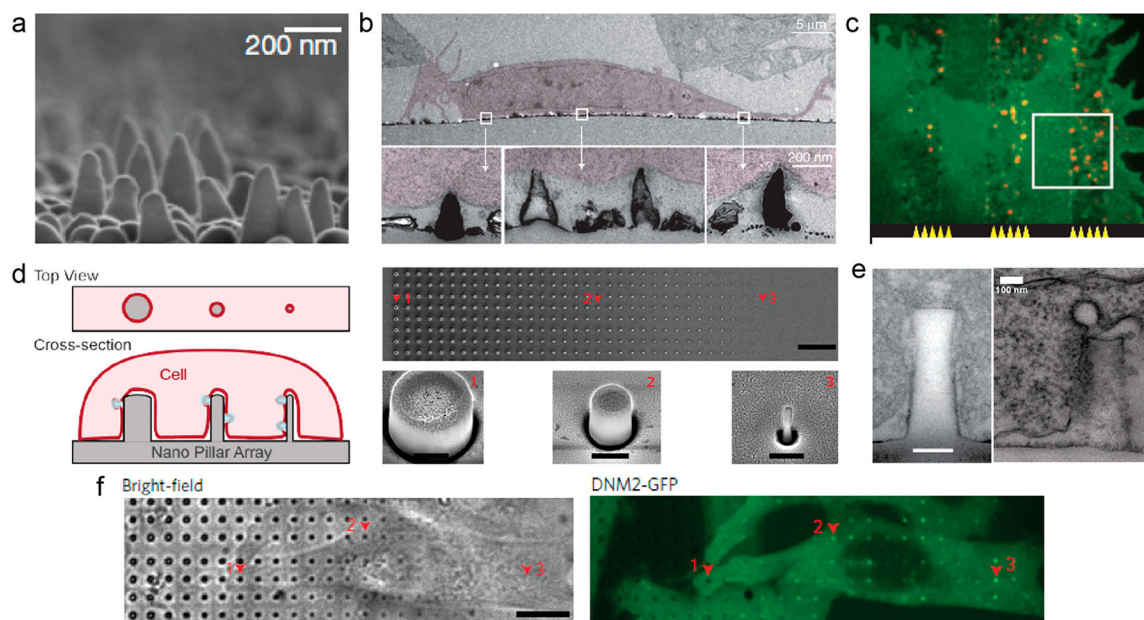 a
200 nm
b
5 μm
200 nm
c
d
Top View
Cross-section
Cell
Nano Pillar Array
1
2
3
1
2
3
e
100 nm
f
Bright-field
1
2
3
DNM2-GFP
1
2
3